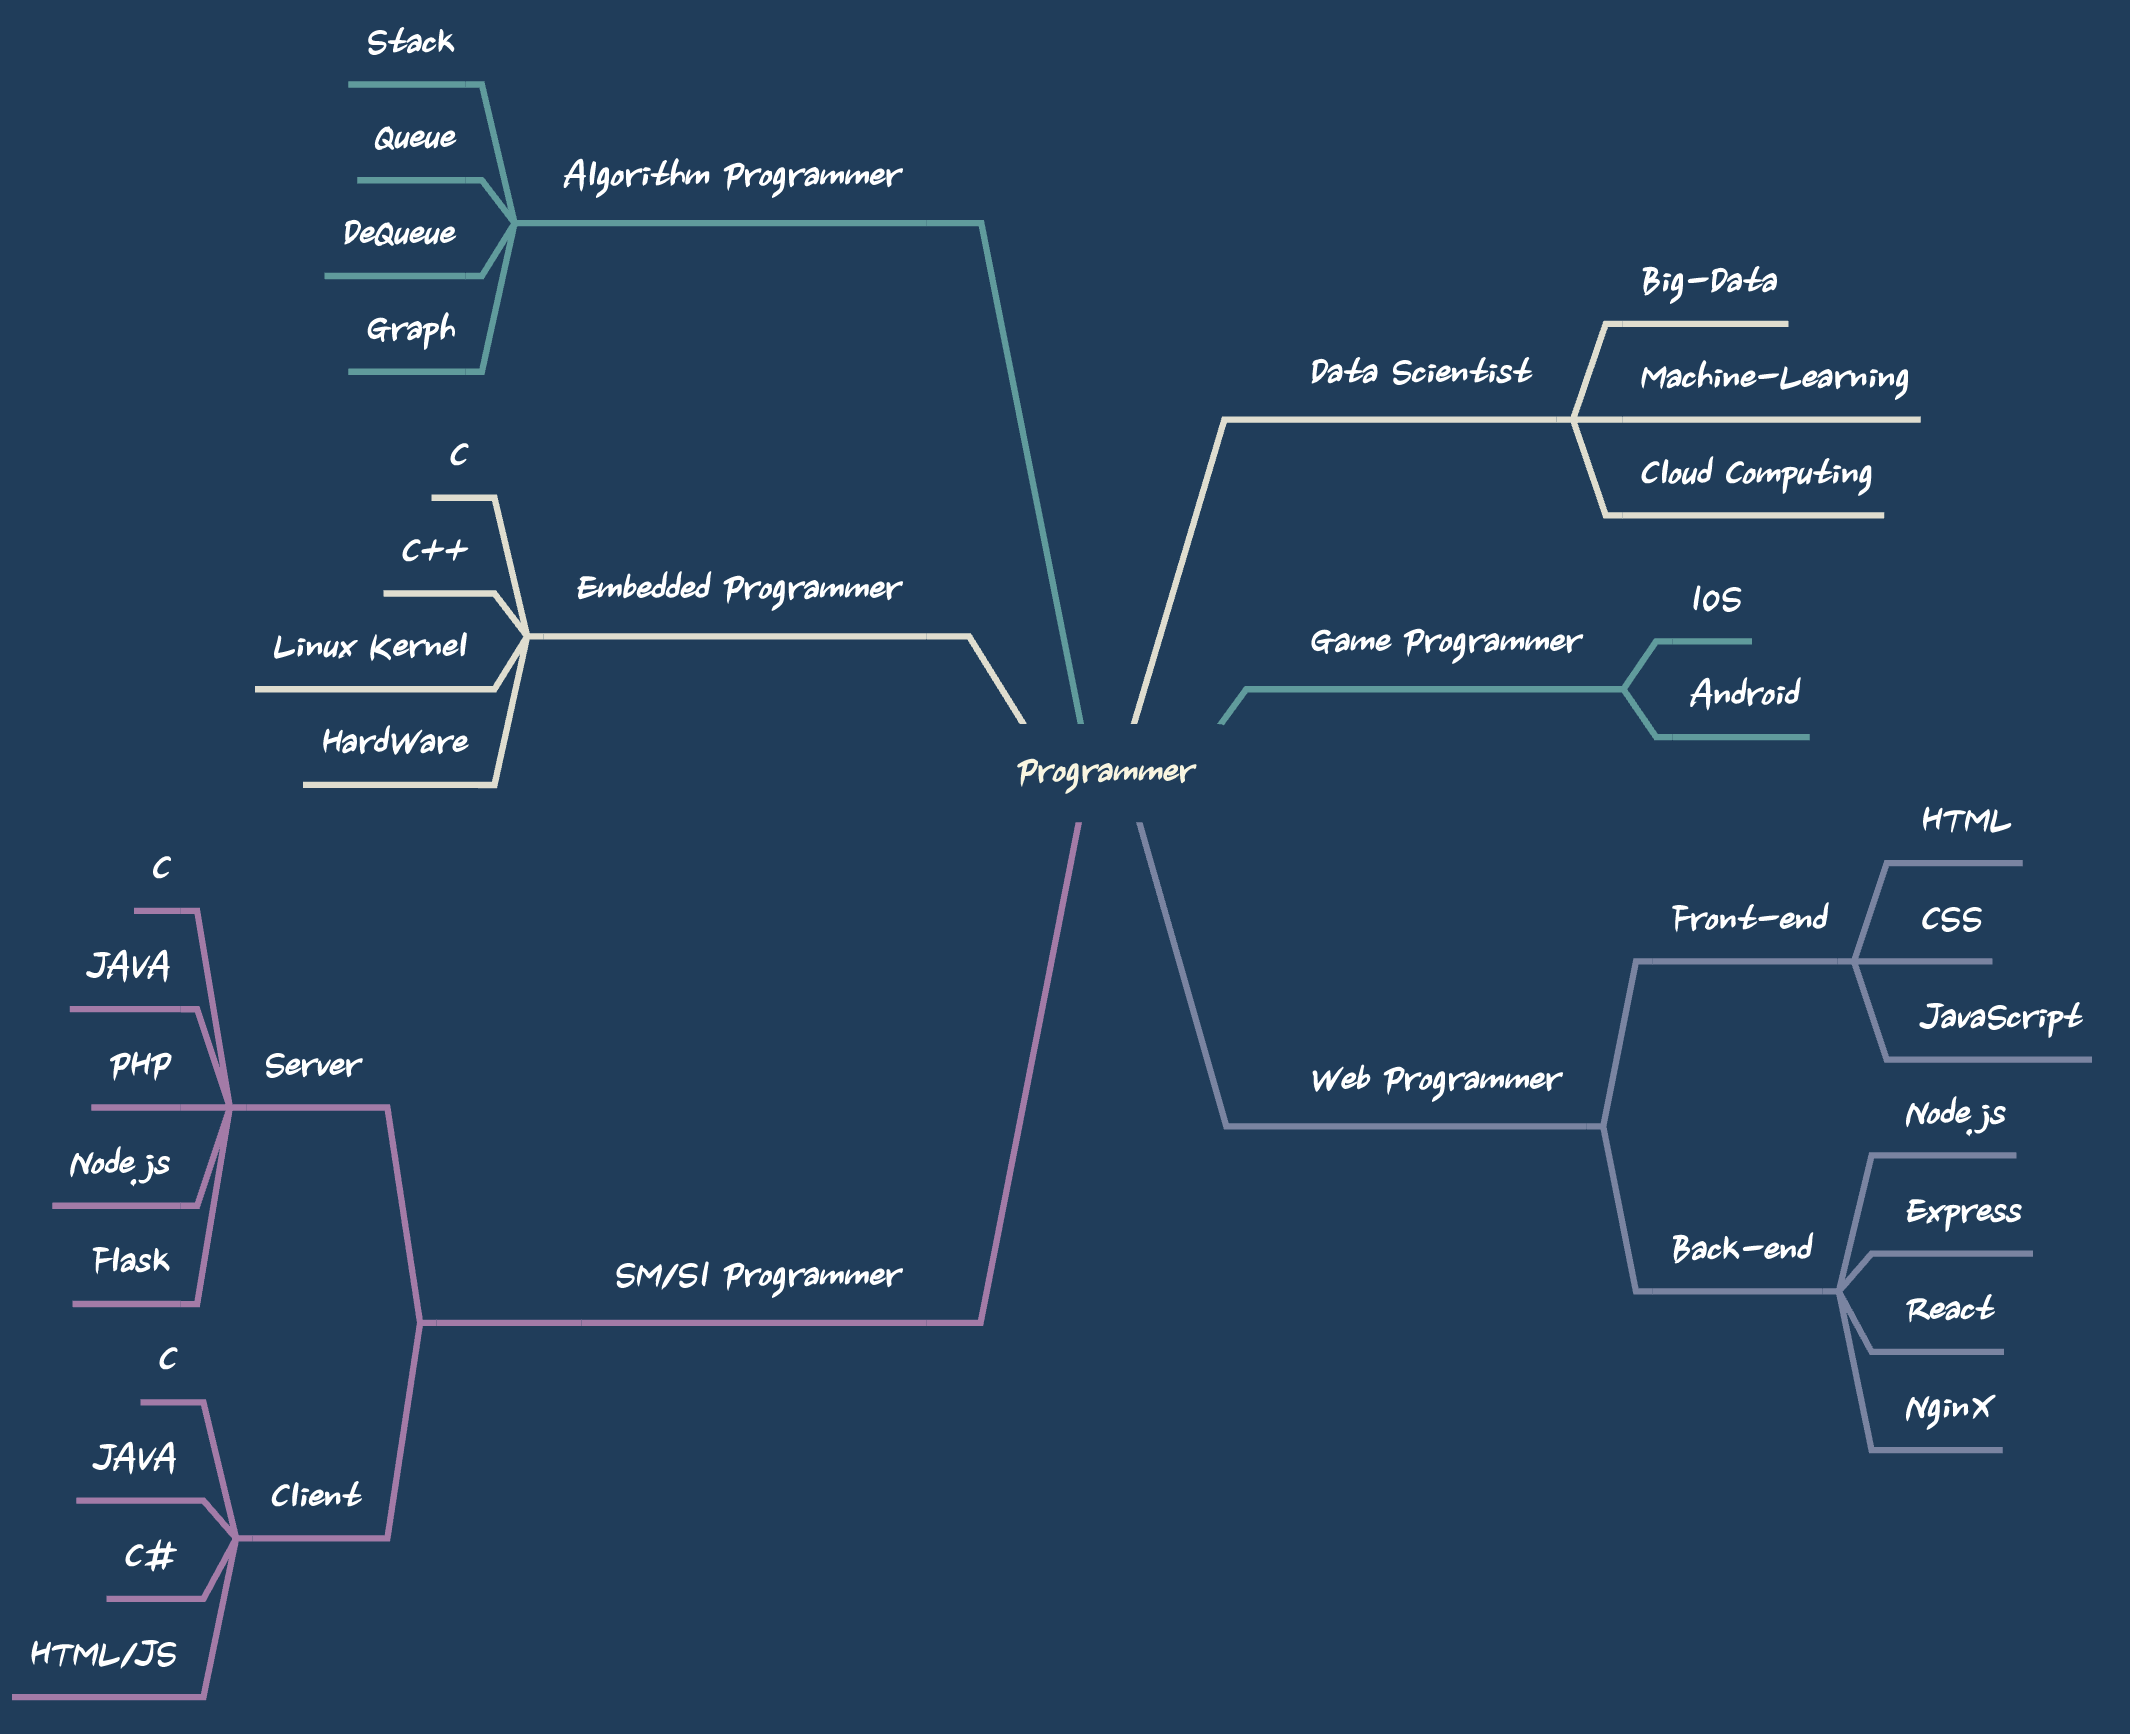 Programmer
Algorithm Programmer
Stack
Queue
DeQueue
Graph
Embedded Programmer
C
C++
Linux Kernel
HardWare
SM/SI Programmer
Server
C
JAVA
PHP
Node.js
Flask
Client
C
JAVA
C#
HTML/JS
Data Scientist
Big-Data
Machine-Learning
Cloud Computing
Game Programmer
IOS
Android
Web Programmer
Front-end
HTML
CSS
JavaScript
Back-end
Node.js
Express
React
NginX